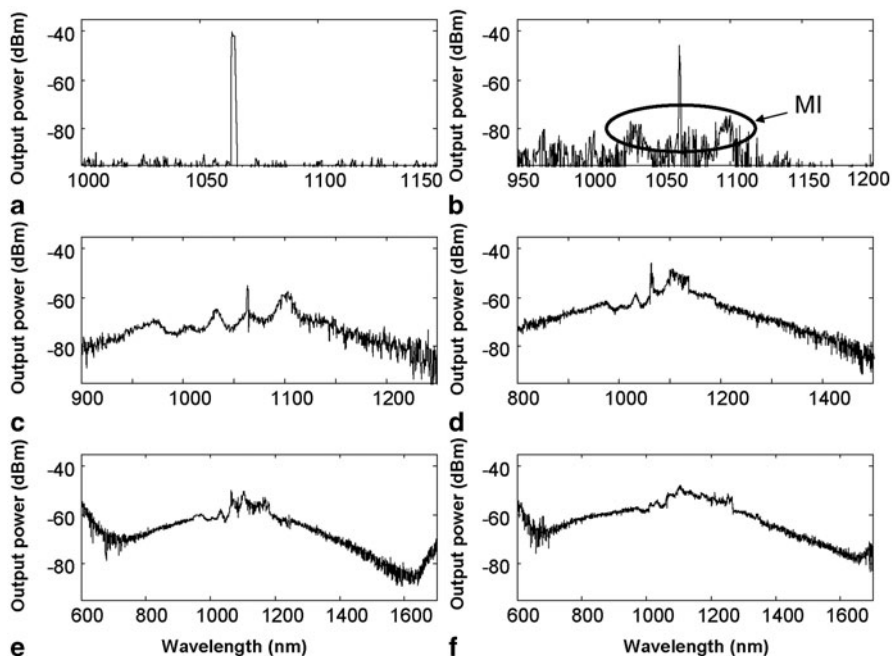 Output power (dBm)
-40
-60
-80
1000 1050 1100 1150
a
Output power (dBm)
-40
-60
-80
MI
950 1000 1050 1100 1150 1200
b
Output power (dBm)
-40
-60
-80
900 1000 1100 1200
c
Output power (dBm)
-40
-60
-80
800 1000 1200 1400
d
Output power (dBm)
-40
-60
-80
600 800 1000 1200 1400 1600
e
Wavelength (nm)
Output power (dBm)
-40
-60
-80
600 800 1000 1200 1400 1600
f
Wavelength (nm)